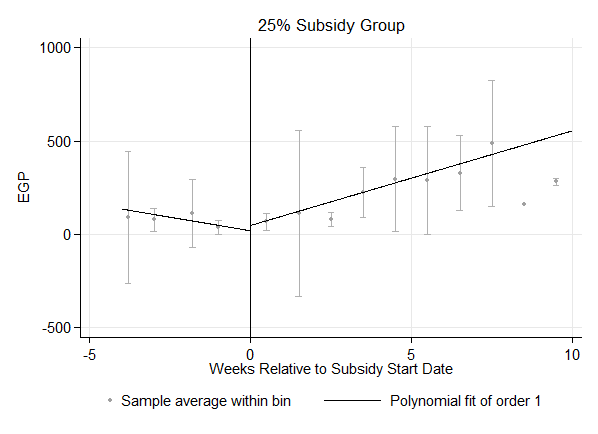 25% Subsidy Group
1000
500
0
-500
EGP
-5
0
5
10
Weeks Relative to Subsidy Start Date
Sample average within bin
Polynomial fit of order 1